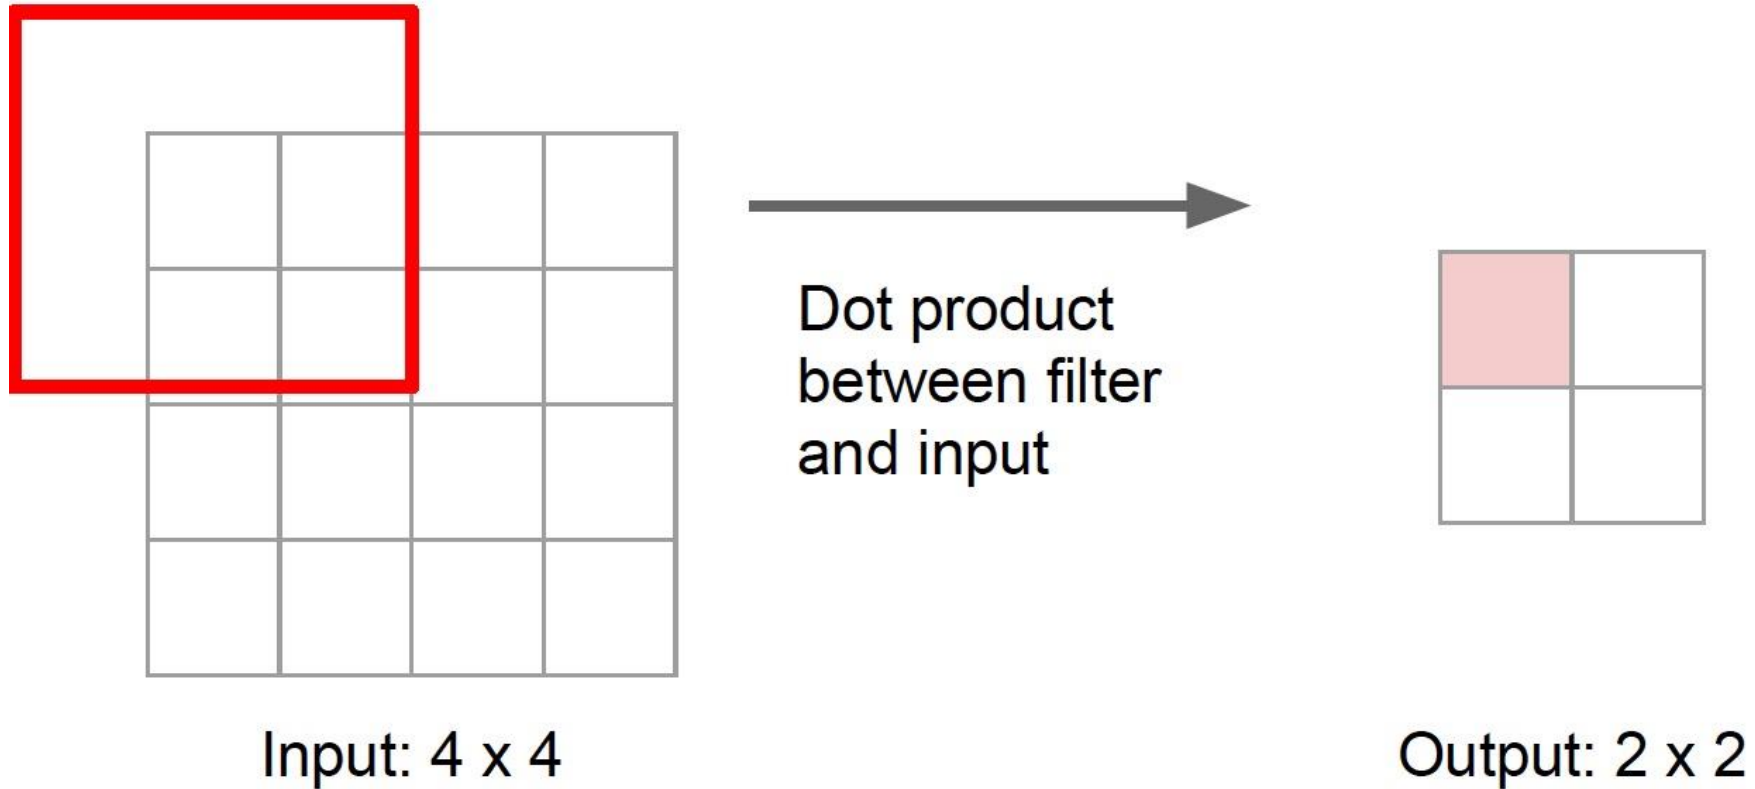 Dot product
between filter
and input
Input: 4 x 4
Output: 2 x 2